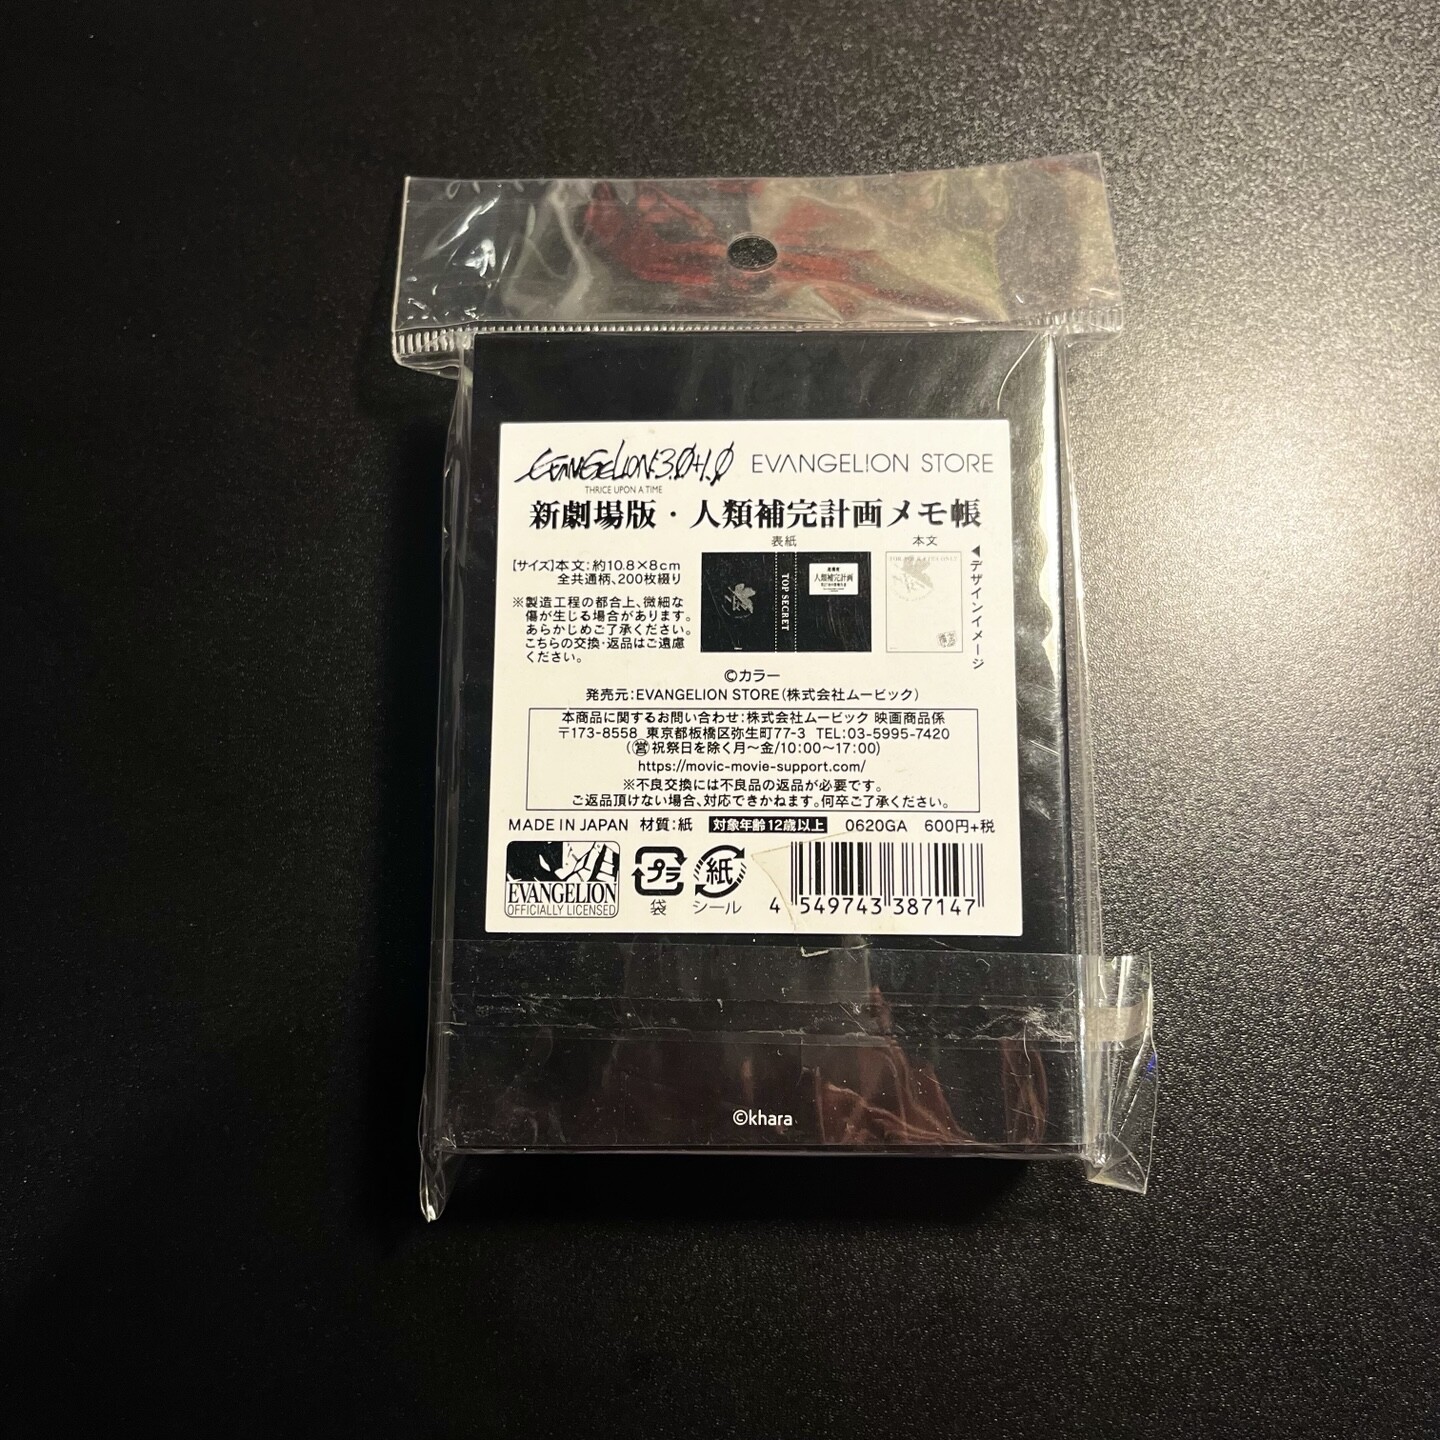 EVANGELION:3.0+1.0 EVANGELION STORE
THRICE UPON A TIME
新劇場版・人類補完計画メモ帳
表紙 本文
[サイズ]本文:約10.8×8cm
全共通柄、200枚綴り
※製造工程の都合上、微細な
傷が生じる場合があります。
あらかじめご了承ください。
こちらの交換・返品はご遠慮
ください。
TOP SECRET
人類補完計画
FOR YOUR EYES ONLY
◀デザインイメージ
©カラー
発売元:EVANGELION STORE(株式会社ムービック)
本商品に関するお問い合わせ:株式会社ムービック 映画商品係
〒173-8558 東京都板橋区弥生町77-3 TEL:03-5995-7420
(営祝祭日を除く月〜金/10:00〜17:00)
https://movic-movie-support.com/
※不良交換には不良品の返品が必要です。
ご返品頂けない場合、対応できかねます。何卒ご了承ください。
MADE IN JAPAN 材質:紙 対象年齢12歳以上 0620GA 600円+税
EVANGELION
OFFICIALLY LICENSED
プラ
袋
紙
シール
4 549743 387147
©khara